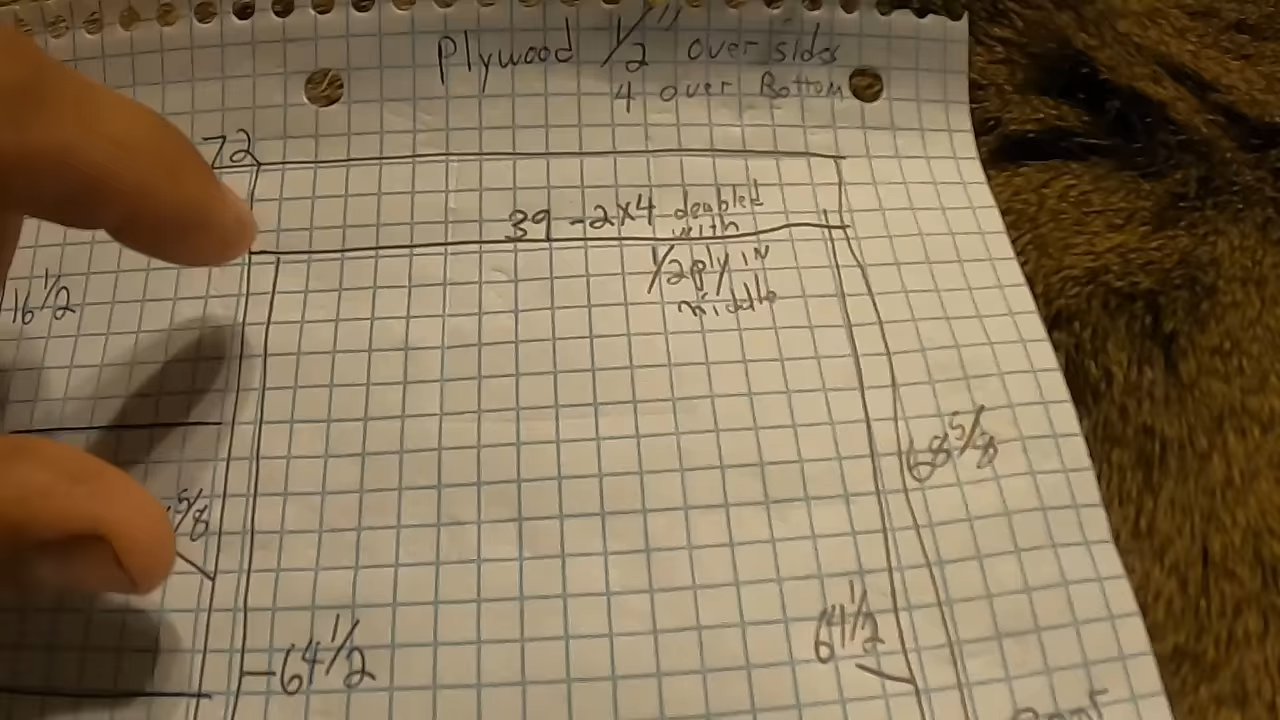 Plywood 1/2" over sides
4 over Bottom
72
39 - 2x4 doubled
with
1/2 ply in
middle
16 1/2
68 5/8
5/8
64 1/2
64 1/2